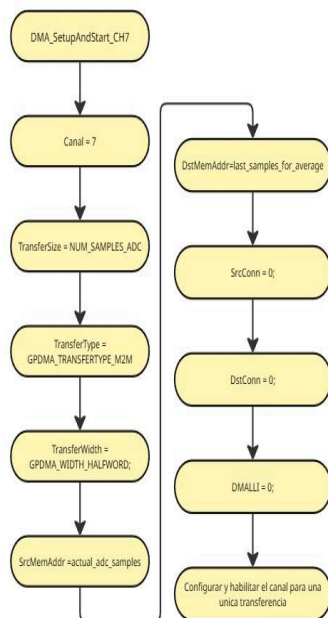 DMA_SetupAndStart_CH7
Canal = 7
TransferSize = NUM_SAMPLES_ADC
TransferType =
GPDMA_TRANSFERTYPE_M2M
TransferWidth =
GPDMA_WIDTH_HALFWORD;
SrcMemAddr =actual_adc_samples
DstMemAddr=last_samples_for_average
SrcConn = 0;
DstConn = 0;
DMALLI = 0;
Configurar y habilitar el canal para una
unica transferencia